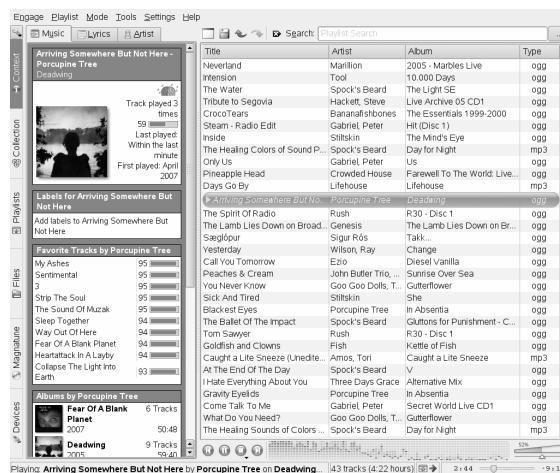 Engage Playlist Mode Tools Settings Help
Music Lyrics Artist
Search: Playlist Search
Context
Collection
Playlists
Files
Magnatune
Devices
Arriving Somewhere But Not Here -
Porcupine Tree
Deadwing
Track played 3
times
59
Last played:
Within the last
minute
First played: April
2007
Labels for Arriving Somewhere But
Not Here
Add labels to Arriving Somewhere But
Not Here
Favorite Tracks by Porcupine Tree
My Ashes 95
Sentimental 95
3 95
Strip The Soul 95
The Sound Of Muzak 95
Sleep Together 94
Way Out Of Here 94
Fear Of A Blank Planet 94
Heartattack In A Layby 94
Collapse The Light Into
Earth 93
Albums by Porcupine Tree
Fear Of A Blank 6 Tracks
Planet
2007 50:48
Deadwing 9 Tracks
2005 59:40
Title Artist Album Type
Neverland Marillion 2005 - Marbles Live ogg
Intension Tool 10.000 Days ogg
The Water Spock's Beard The Light SE ogg
Tribute to Segovia Hackett, Steve Live Archive 05 CD1 ogg
CrocoTears Bananafishbones The Essentials 1999-2000 ogg
Steam - Radio Edit Gabriel, Peter Hit (Disc 1) ogg
Inside Stiltskin The Mind's Eye ogg
The Healing Colors of Sound P... Spock's Beard Day for Night mp3
Only Us Gabriel, Peter Us ogg
Pineapple Head Crowded House Farewell To The World: Live... ogg
Days Go By Lifehouse Lifehouse mp3
Arriving Somewhere But No... Porcupine Tree Deadwing ogg
The Spirit Of Radio Rush R30 - Disc 1 ogg
The Lamb Lies Down on Broad... Genesis The Lamb Lies Down on Br... ogg
Sæglópur Sigur Rós Takk... ogg
Yesterday Wilson, Ray Change ogg
Call You Tomorrow Ezio Diesel Vanilla ogg
Peaches & Cream John Butler Trio, ... Sunrise Over Sea ogg
You Never Know Goo Goo Dolls, T... Gutterflower ogg
Sick And Tired Stiltskin She ogg
Blackest Eyes Porcupine Tree In Absentia ogg
The Ballet Of The Impact Spock's Beard Gluttons for Punishment - C... ogg
Tom Sawyer Rush R30 - Disc 1 ogg
Goldfish and Clowns Fish Kettle of Fish ogg
Caught a Lite Sneeze (Unedite... Amos, Tori Caught a Lite Sneeze mp3
At The End Of The Day Spock's Beard V ogg
I Hate Everything About You Three Days Grace Alternative Mix ogg
Gravity Eyelids Porcupine Tree In Absentia ogg
Come Talk To Me Gabriel, Peter Secret World Live CD1 ogg
What Do You Need? Goo Goo Dolls, T... Gutterflower ogg
The Healing Sounds of Colors ... Spock's Beard Day for Night mp3
52%
Playing: Arriving Somewhere But Not Here by Porcupine Tree on Deadwing... 43 tracks (4:22 hours) 2:44